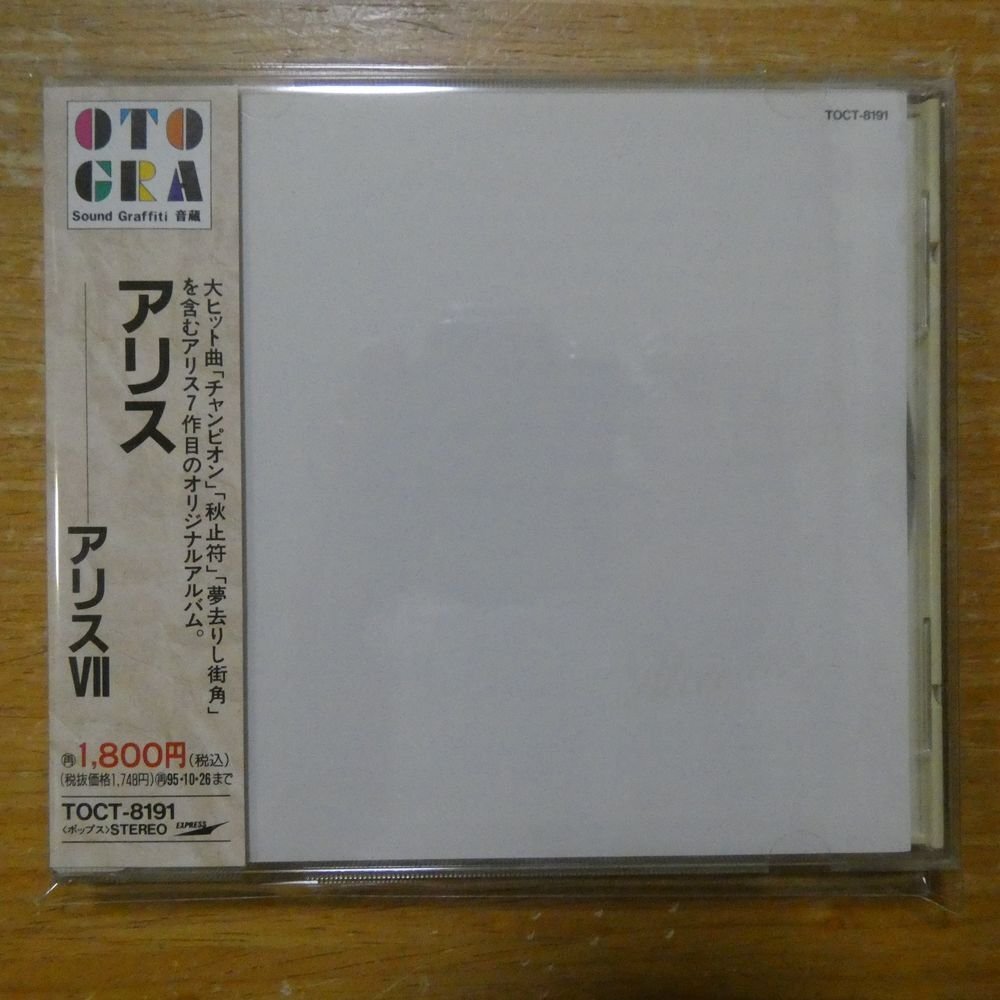 OTO
GRA
Sound Graffiti 音蔵
大ヒット曲「チャンピオン」「秋止符」「夢去りし街角」
を含むアリス7作目のオリジナルアルバム。
アリス
アリスⅦ
再1,800円(税込)
(税抜価格1,748円)再95・10・26まで
TOCT-8191
〈ポップス〉STEREO EXPRESS
TOCT-8191